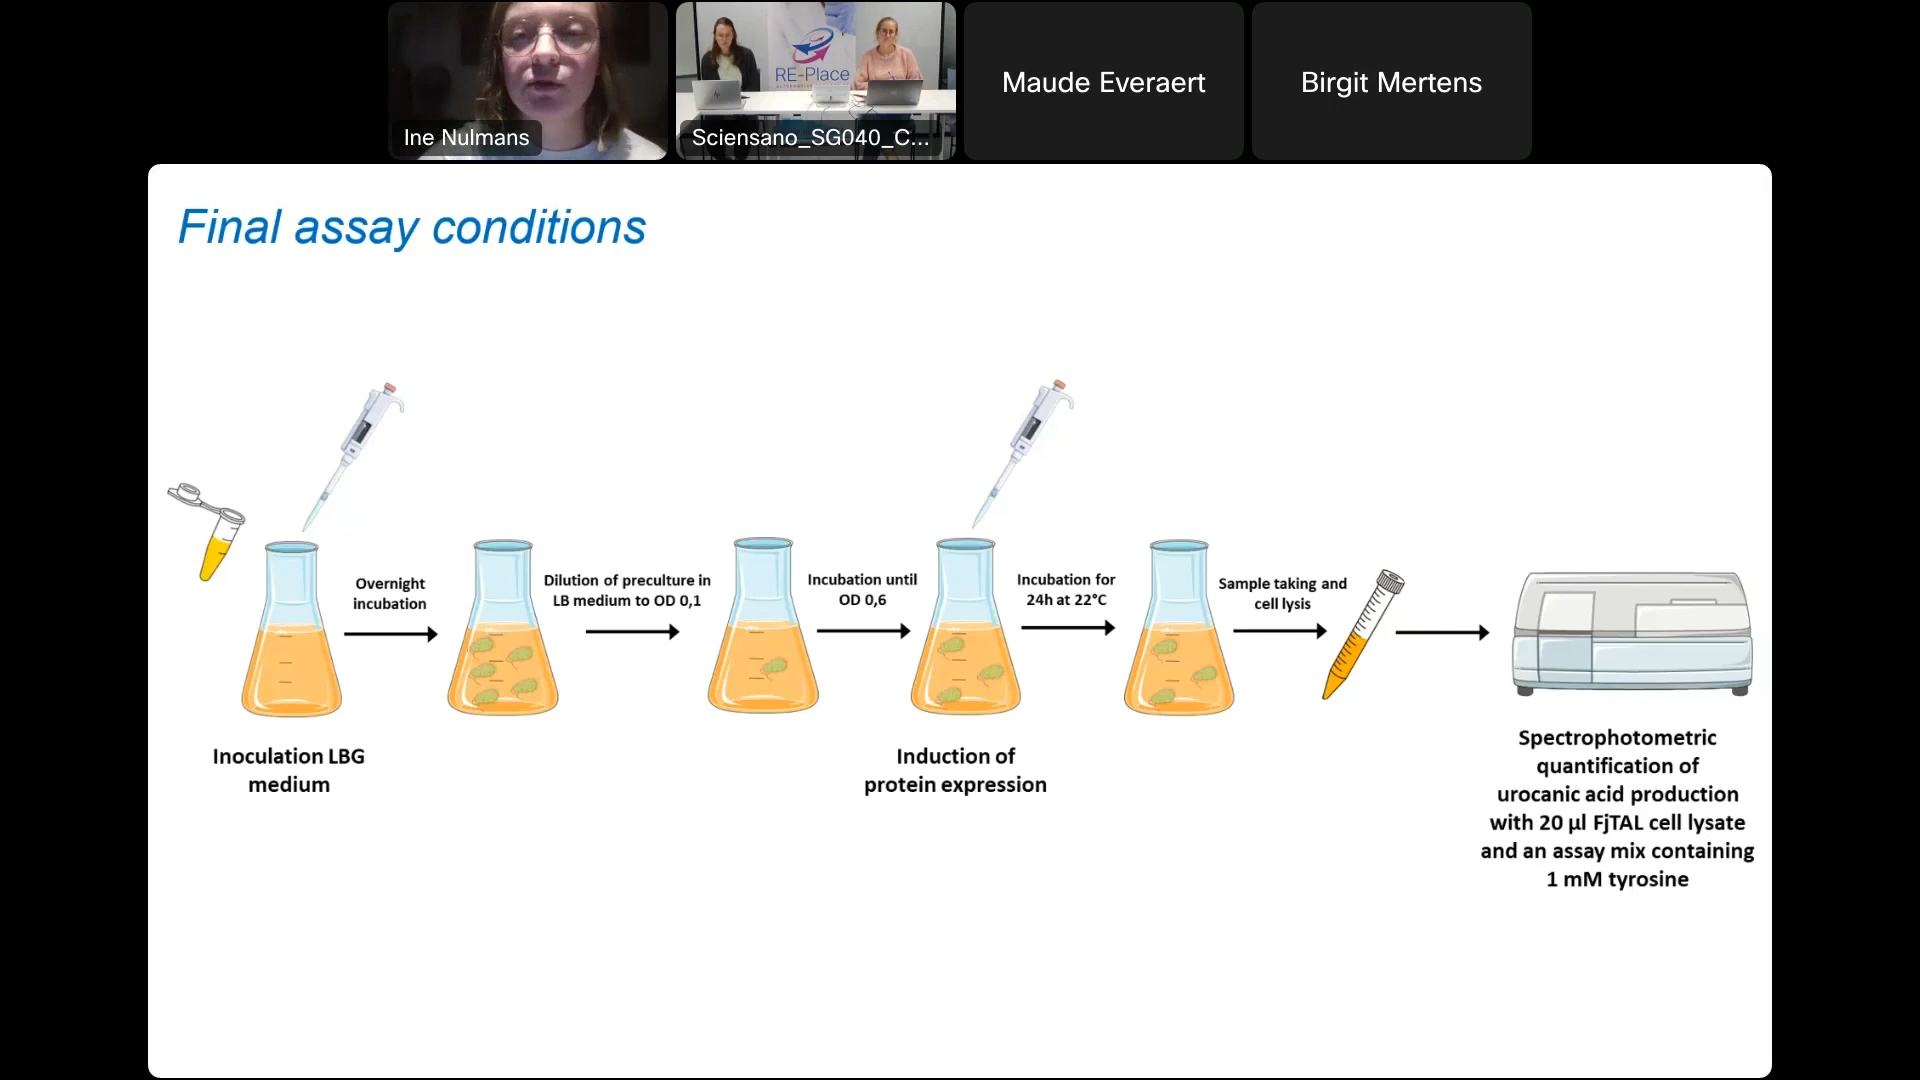 Ine Nulmans
RE-Place
Sciensano_SG040_C...
Maude Everaert
Birgit Mertens
Final assay conditions
Overnight
incubation
Dilution of preculture in
LB medium to OD 0,1
Incubation until
OD 0,6
Incubation for
24h at 22°C
Sample taking and
cell lysis
Inoculation LBG
medium
Induction of
protein expression
Spectrophotometric
quantification of
urocanic acid production
with 20 µl FjTAL cell lysate
and an assay mix containing
1 mM tyrosine